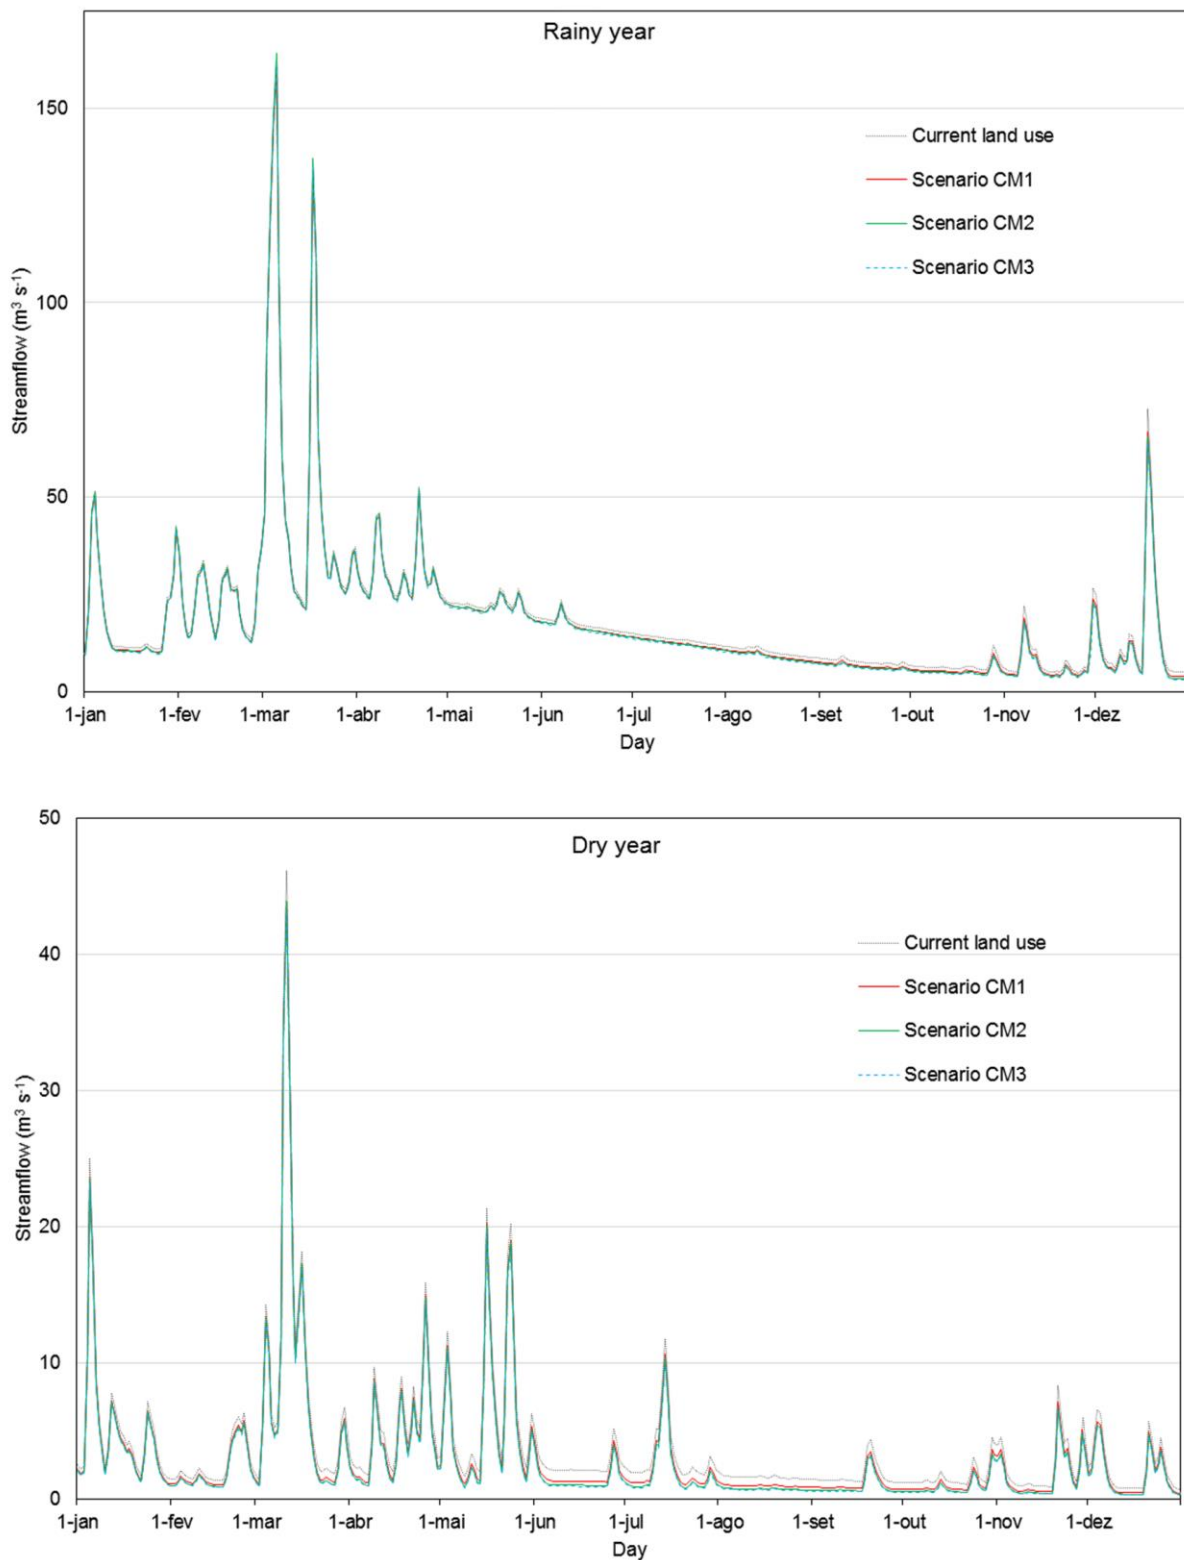 Rainy year
150
100
50
0
Streamflow (m³ s⁻¹)
Current land use
Scenario CM1
Scenario CM2
Scenario CM3
1-jan 1-fev 1-mar 1-abr 1-mai 1-jun 1-jul 1-ago 1-set 1-out 1-nov 1-dez
Day
Dry year
50
40
30
20
10
0
Streamflow (m³ s⁻¹)
Current land use
Scenario CM1
Scenario CM2
Scenario CM3
1-jan 1-fev 1-mar 1-abr 1-mai 1-jun 1-jul 1-ago 1-set 1-out 1-nov 1-dez
Day